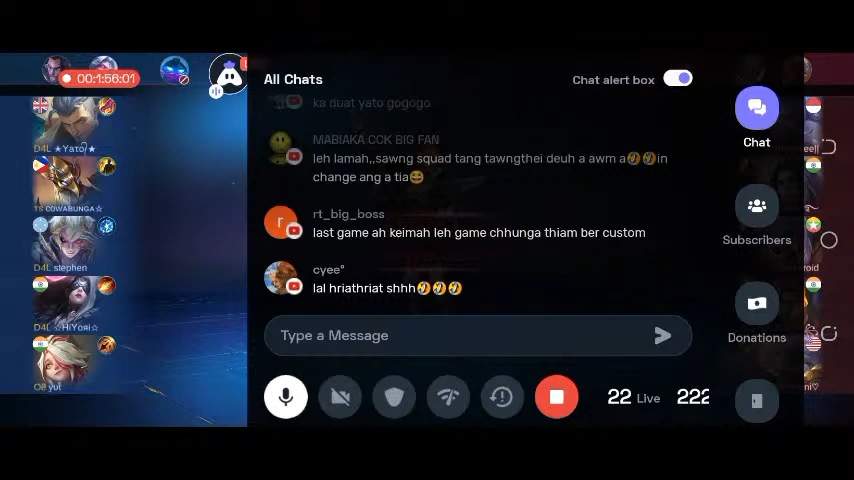 00:1:56:01
All Chats
Chat alert box
ka duat yato gogogo
MABIAKA CCK BIG FAN
leh lamah,,sawng squad tang tawngthei deuh a awm a🤣🤣in
change ang a tia😅
rt_big_boss
last game ah keimah leh game chhunga thiam ber custom
cyee°
lal hriathriat shhh🤣🤣🤣
Type a Message
22 Live
222
Chat
Subscribers
Donations
D4L ★Yato★
TS COWABUNGA☆
D4L stephen
D4L ☆HIYORI☆